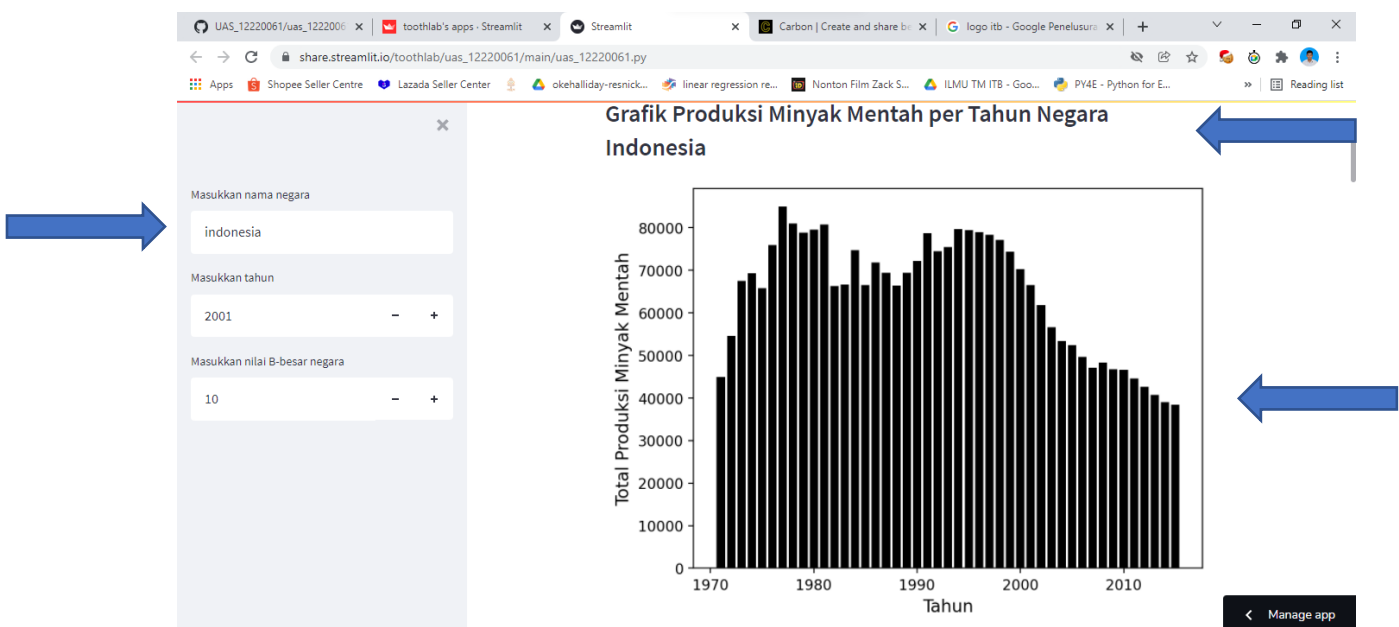 UAS_12220061/uas_1222006
toothlab's apps · Streamlit
Streamlit
Carbon | Create and share be
logo itb - Google Penelusura
share.streamlit.io/toothlab/uas_12220061/main/uas_12220061.py
Apps
Shopee Seller Centre
Lazada Seller Center
okehalliday-resnick...
linear regression re...
Nonton Film Zack S...
ILMU TM ITB - Goo...
PY4E - Python for E...
»
Reading list
Masukkan nama negara
indonesia
Masukkan tahun
2001
Masukkan nilai B-besar negara
10
Grafik Produksi Minyak Mentah per Tahun Negara
Indonesia
Total Produksi Minyak Mentah
80000
70000
60000
50000
40000
30000
20000
10000
0
1970 1980 1990 2000 2010
Tahun
Manage app